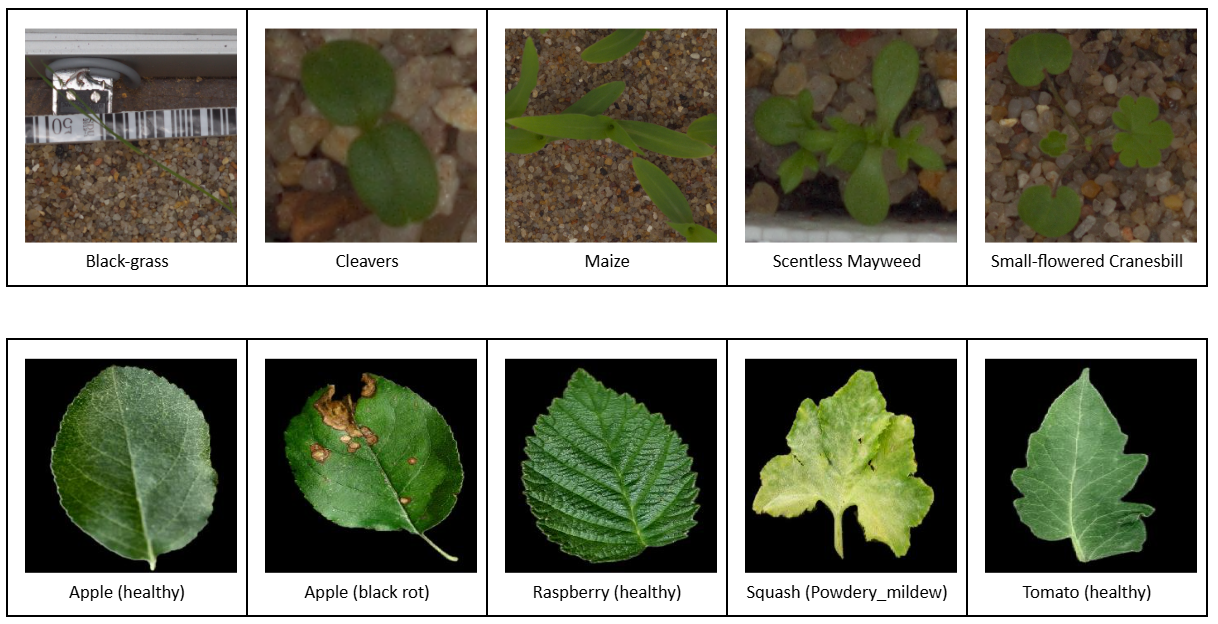 50
Black-grass
Cleavers
Maize
Scentless Mayweed
Small-flowered Cranesbill
Apple (healthy)
Apple (black rot)
Raspberry (healthy)
Squash (Powdery_mildew)
Tomato (healthy)